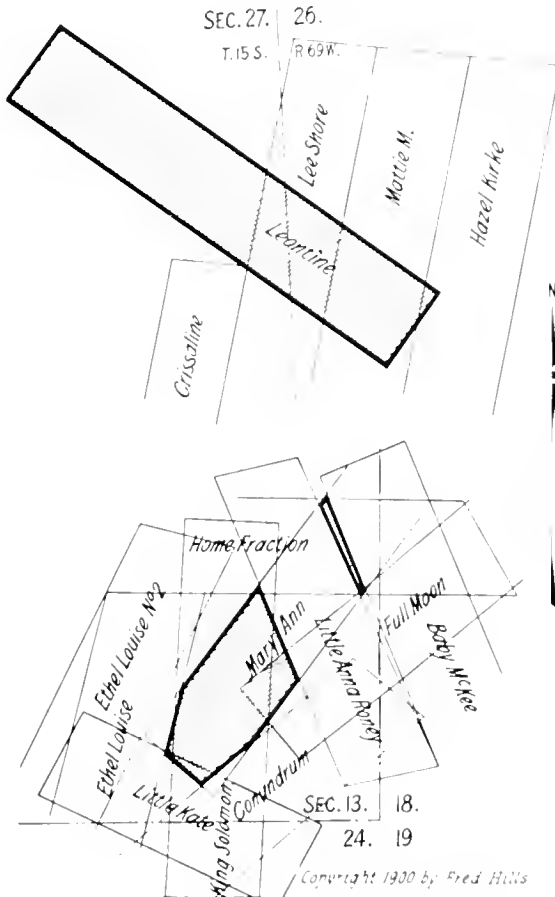 SEC. 27. 26.
T. 15 S. R 69 W.
Lee Shore
Mattie M.
Hazel Kirke
Leontine
Crissaline
N
Home Fraction
Ethel Louise Nº2
Mary Ann
Full Moon
Little Anna Roney
Baby McKee
Ethel Louise
Little Kate
Conundrum
King Solomon
SEC. 13. 18.
24. 19
Copyright 1900 by Fred Hills